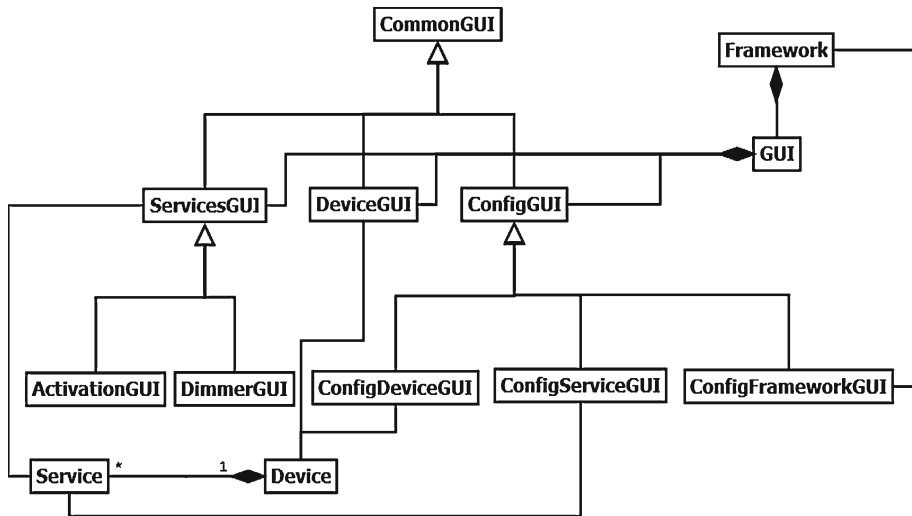 CommonGUI
Framework
GUI
ServicesGUI
DeviceGUI
ConfigGUI
ActivationGUI
DimmerGUI
ConfigDeviceGUI
ConfigServiceGUI
ConfigFrameworkGUI
Service
*
1
Device